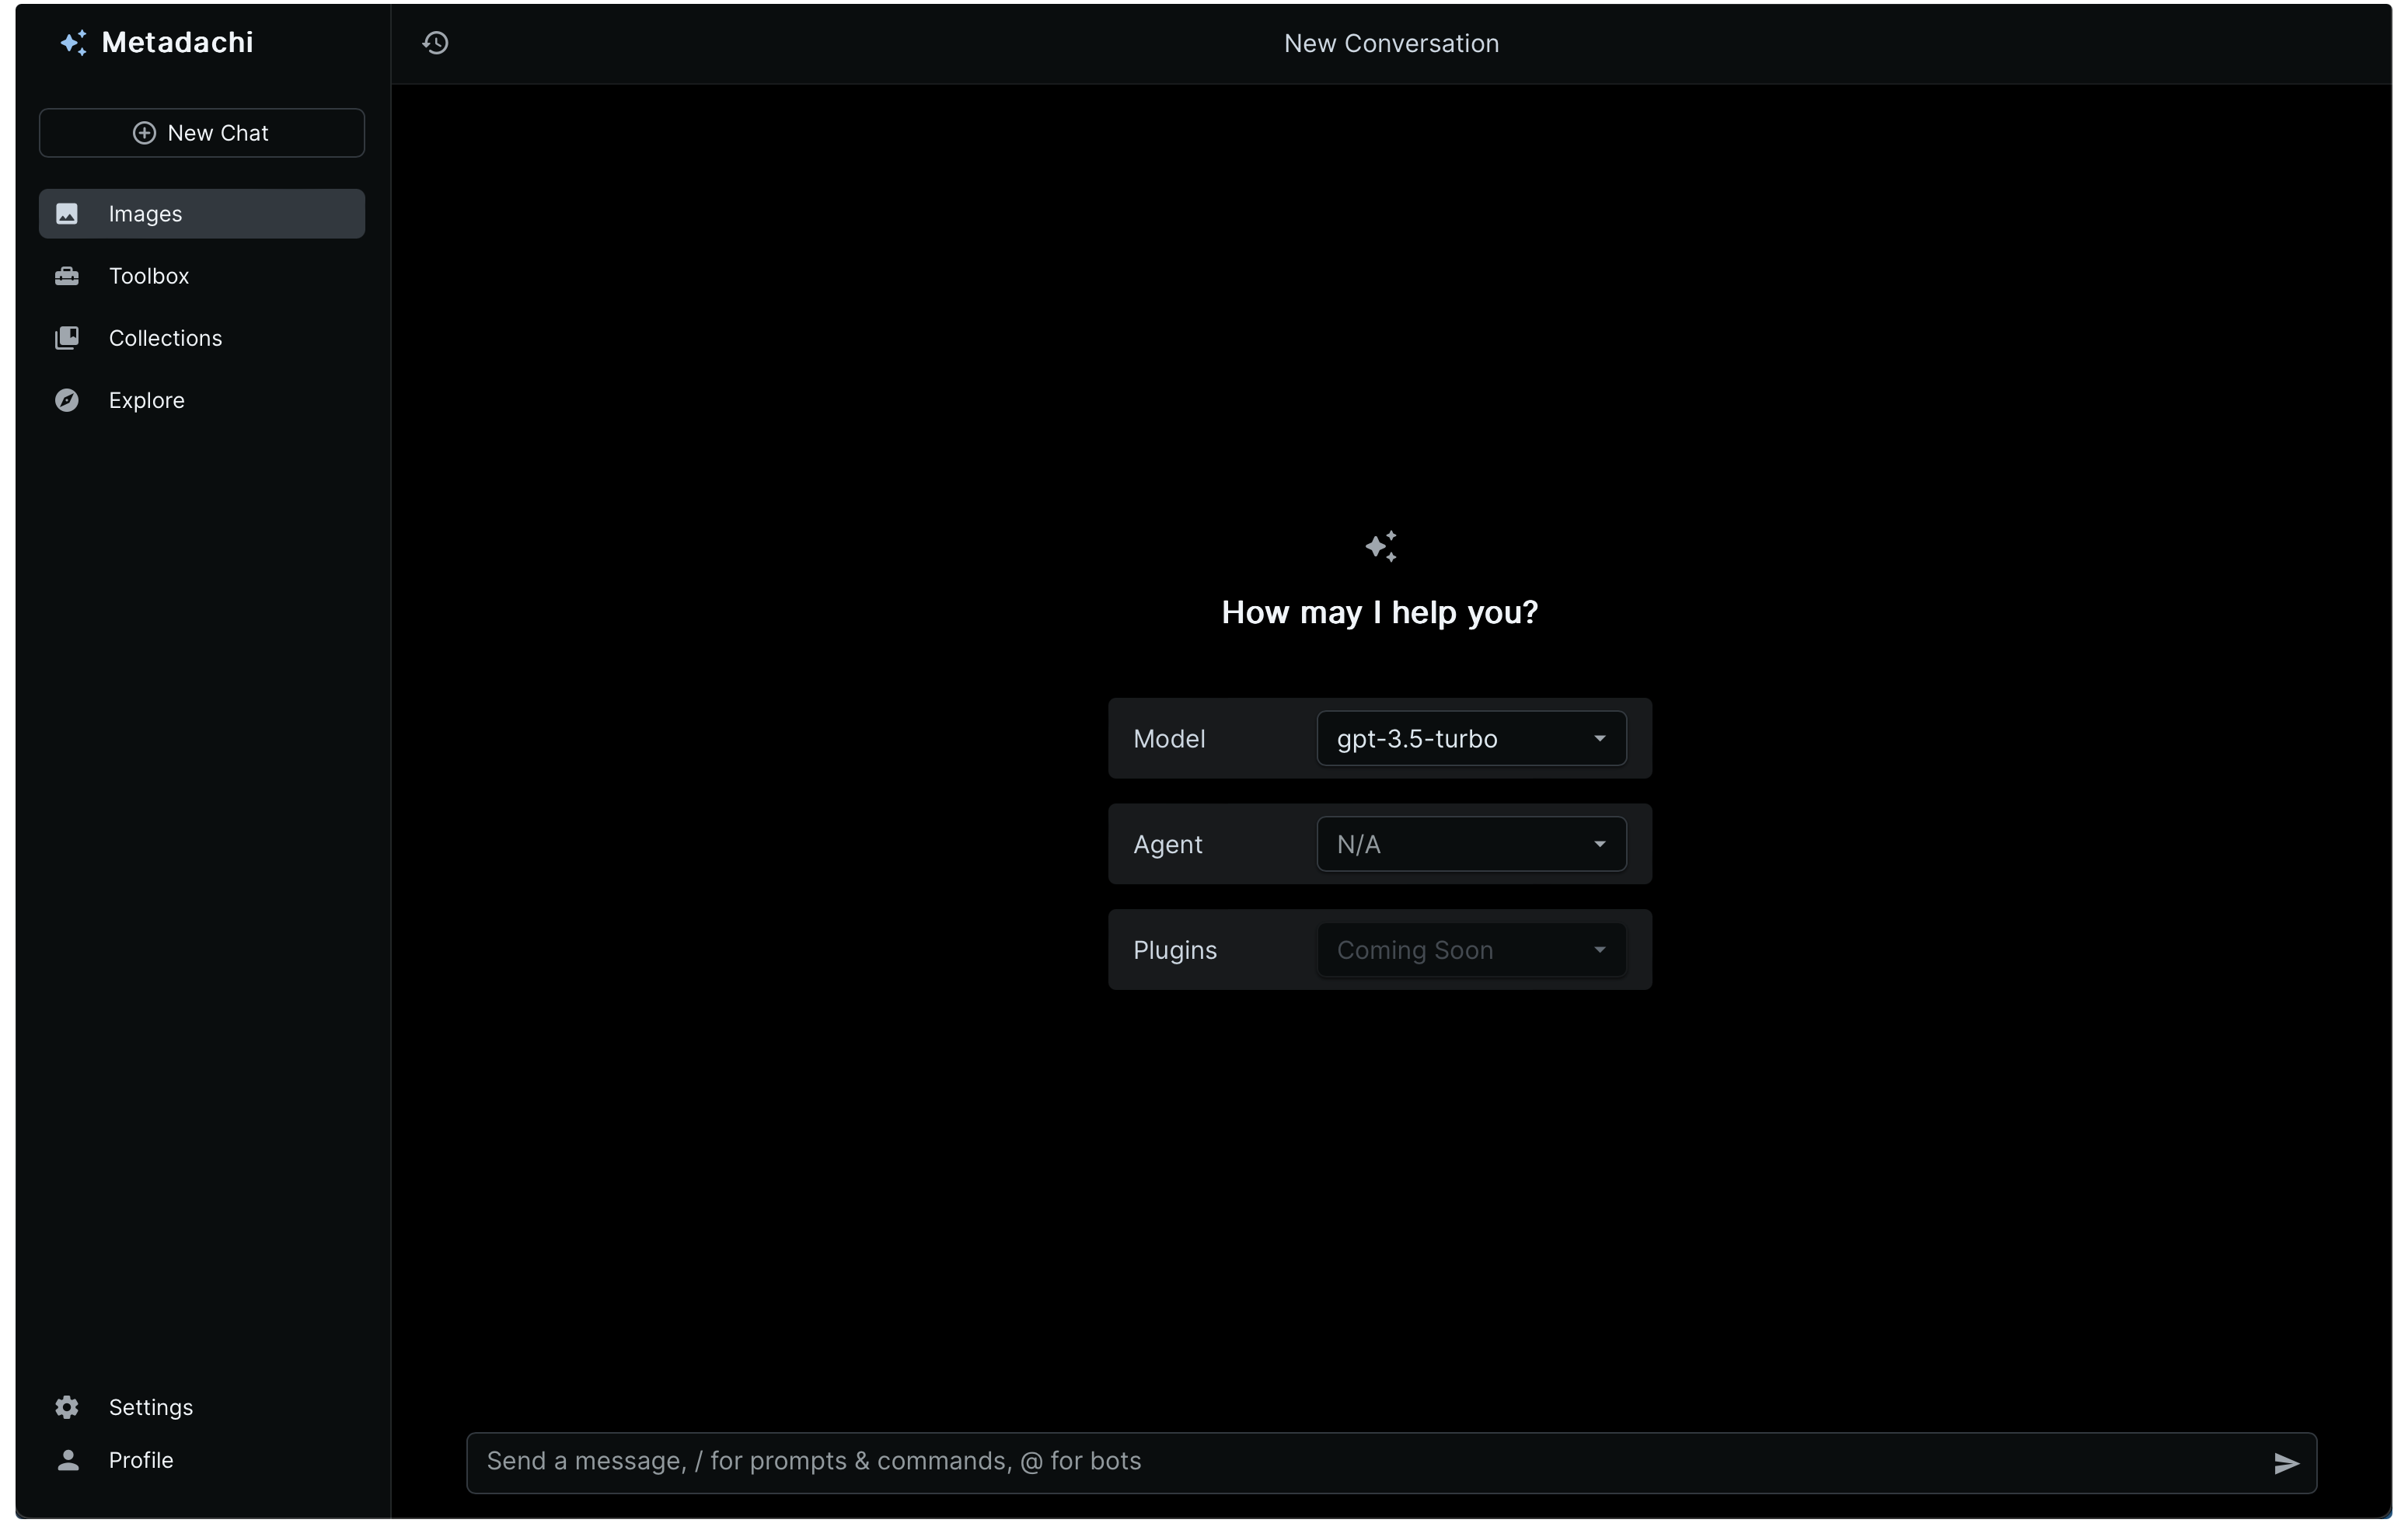 Metadachi
New Chat
Images
Toolbox
Collections
Explore
Settings
Profile
New Conversation
How may I help you?
Model
gpt-3.5-turbo
Agent
N/A
Plugins
Coming Soon
Send a message, / for prompts & commands, @ for bots